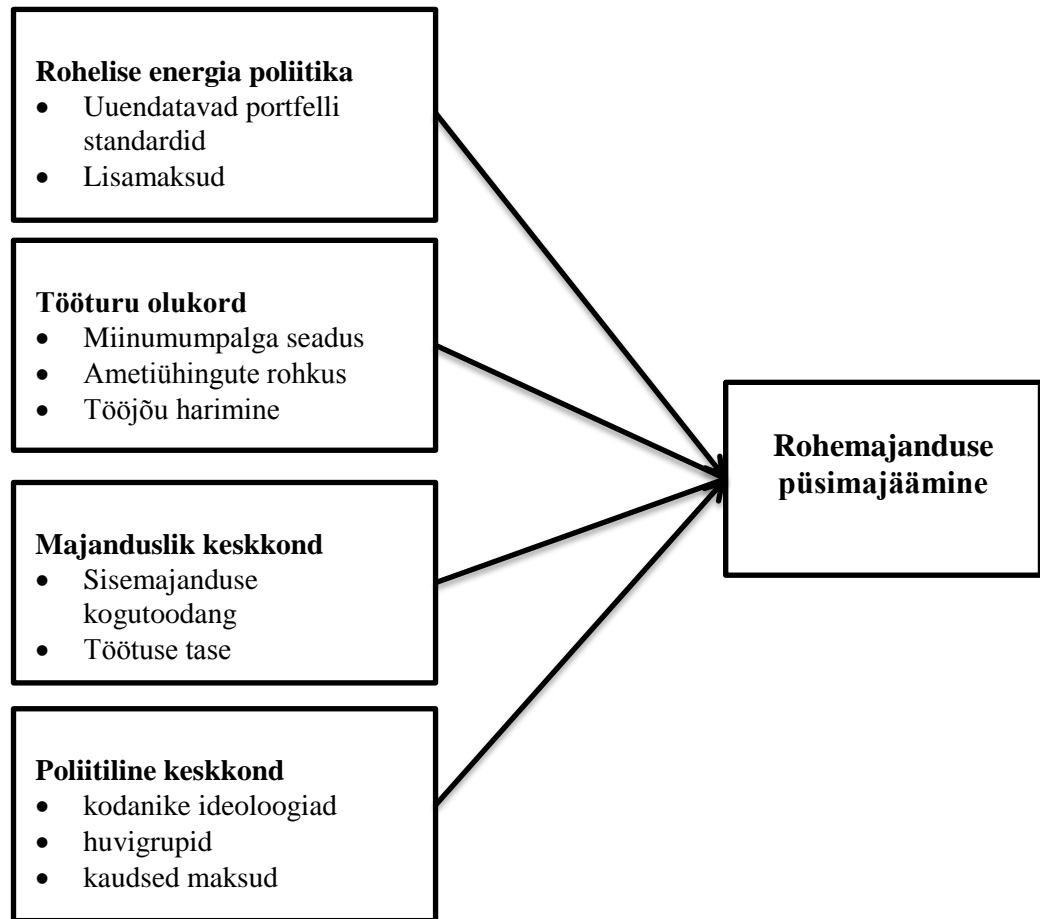 Rohelise energia poliitika
• Uuendatavad portfelli
standardid
• Lisamaksud
Tööturu olukord
• Miinumumpalga seadus
• Ametiühingute rohkus
• Tööjõu harimine
Majanduslik keskkond
• Sisemajanduse
kogutoodang
• Töötuse tase
Poliitiline keskkond
• kodanike ideoloogiad
• huvigrupid
• kaudsed maksud
Rohemajanduse
püsimajäämine